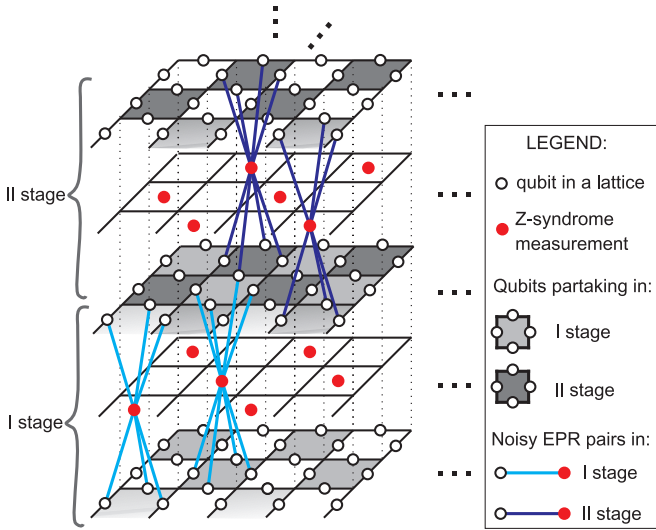 II stage
I stage
LEGEND:
qubit in a lattice
Z-syndrome
measurement
Qubits partaking in:
I stage
II stage
Noisy EPR pairs in:
I stage
II stage